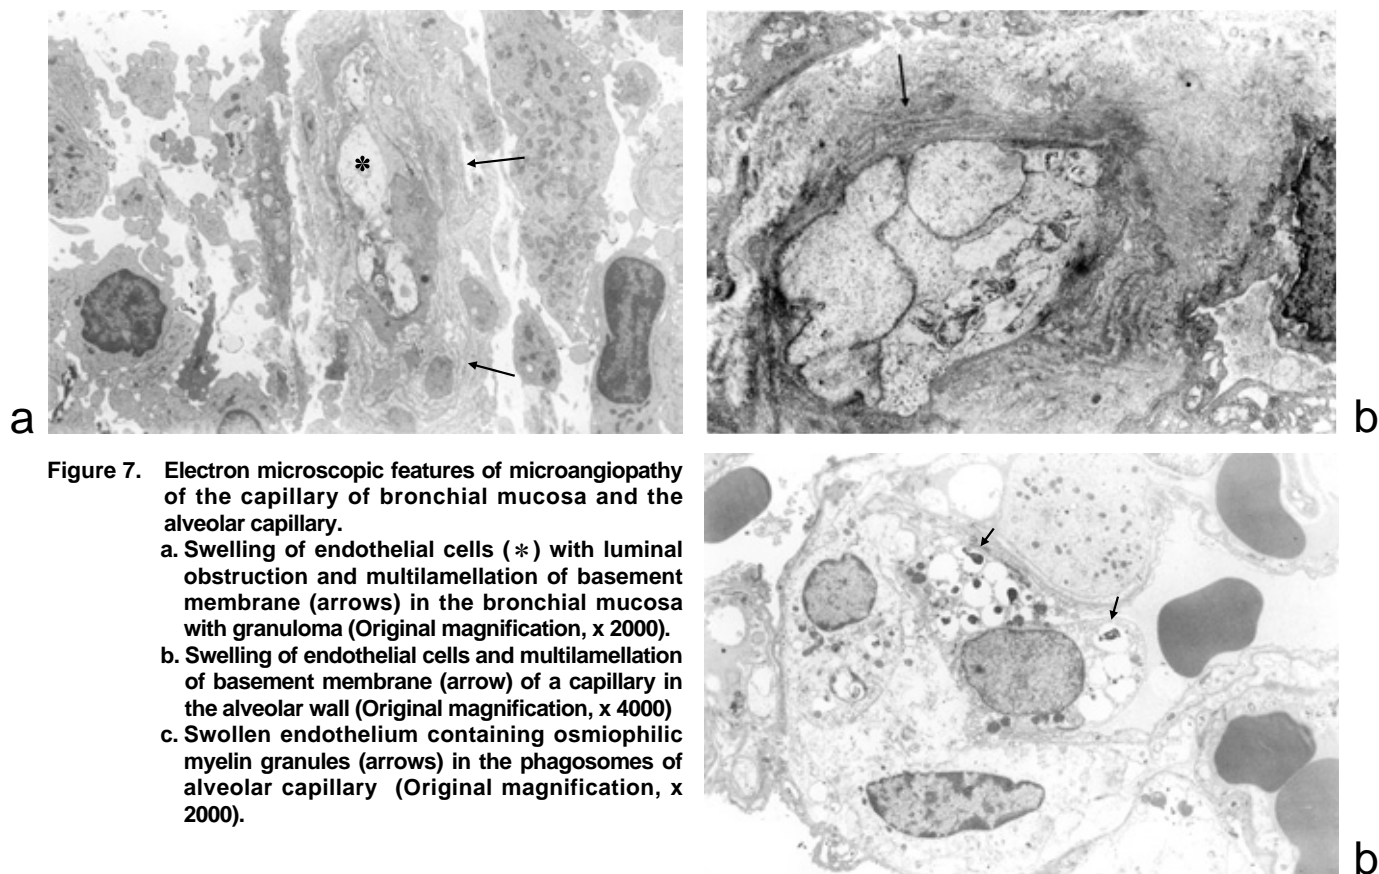 a
b
Figure 7. Electron microscopic features of microangiopathy
of the capillary of bronchial mucosa and the
alveolar capillary.
a. Swelling of endothelial cells (*) with luminal
obstruction and multilamellation of basement
membrane (arrows) in the bronchial mucosa
with granuloma (Original magnification, x 2000).
b. Swelling of endothelial cells and multilamellation
of basement membrane (arrow) of a capillary in
the alveolar wall (Original magnification, x 4000)
c. Swollen endothelium containing osmiophilic
myelin granules (arrows) in the phagosomes of
alveolar capillary (Original magnification, x
2000).
b